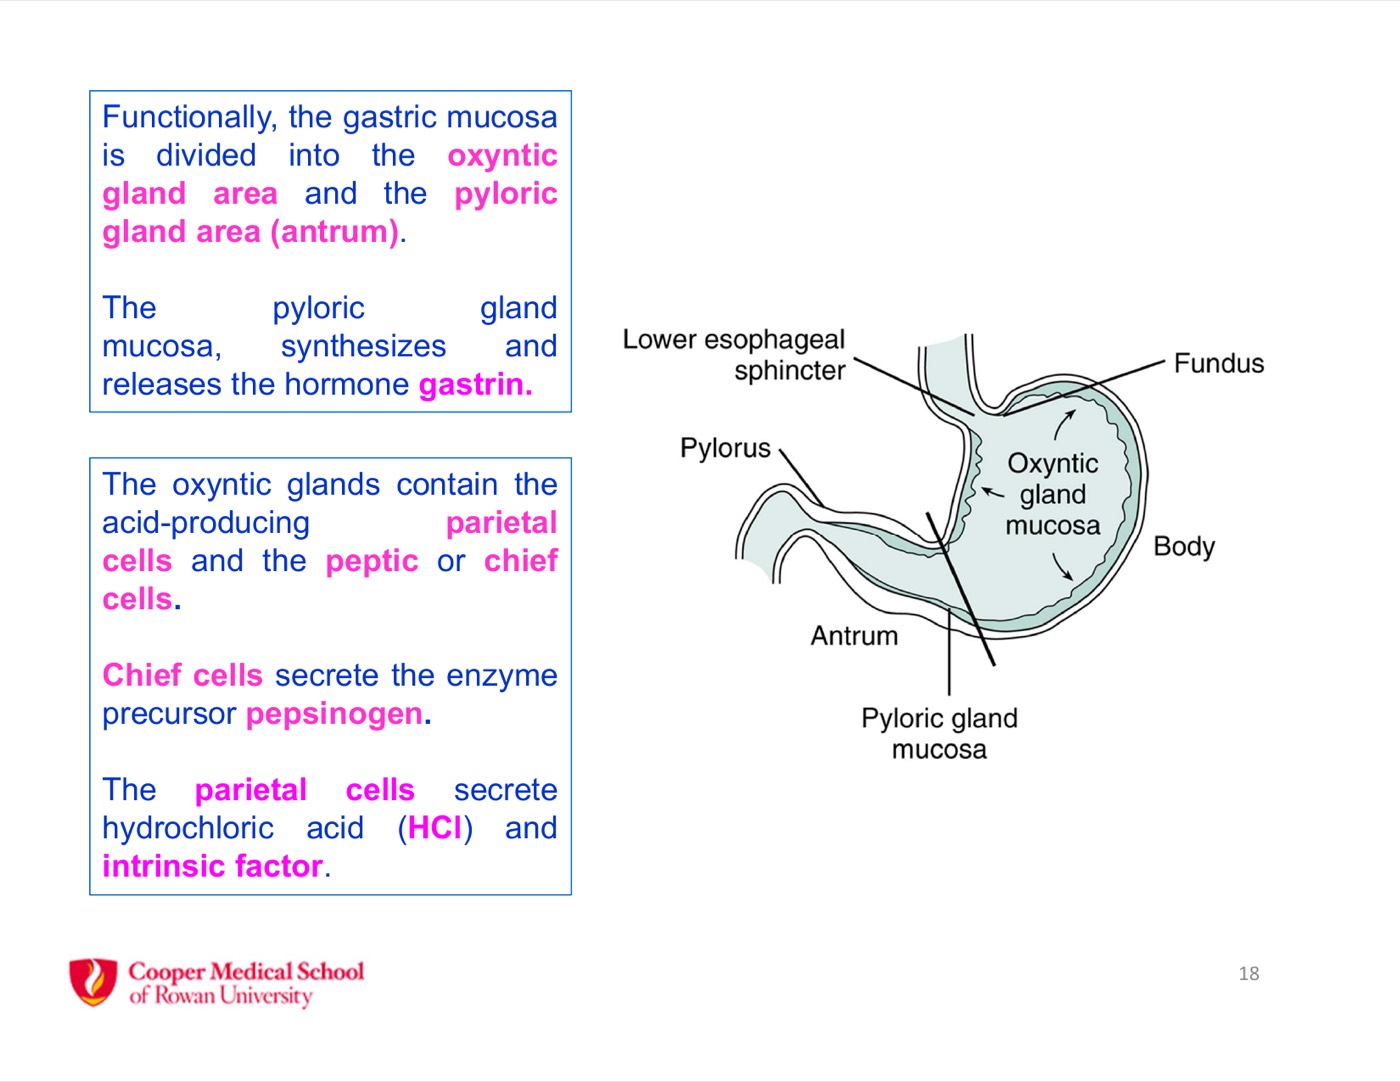 Functionally, the gastric mucosa
is divided into the oxyntic
gland area and the pyloric
gland area (antrum).
The pyloric gland
mucosa, synthesizes and
releases the hormone gastrin.
The oxyntic glands contain the
acid-producing parietal
cells and the peptic or chief
cells.
Chief cells secrete the enzyme
precursor pepsinogen.
The parietal cells secrete
hydrochloric acid (HCl) and
intrinsic factor.
Lower esophageal
sphincter
Fundus
Pylorus
Oxyntic
gland
mucosa
Body
Antrum
Pyloric gland
mucosa
Cooper Medical School
of Rowan University
18